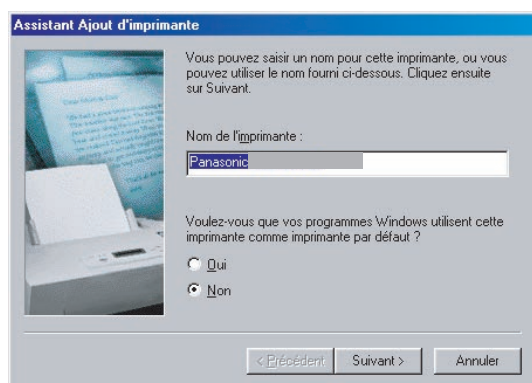 Assistant Ajout d'imprimante
Vous pouvez saisir un nom pour cette imprimante, ou vous
pouvez utiliser le nom fourni ci-dessous. Cliquez ensuite
sur Suivant.
Nom de l'imprimante :
Panasonic
Voulez-vous que vos programmes Windows utilisent cette
imprimante comme imprimante par défaut ?
Oui
Non
< Précédent
Suivant >
Annuler